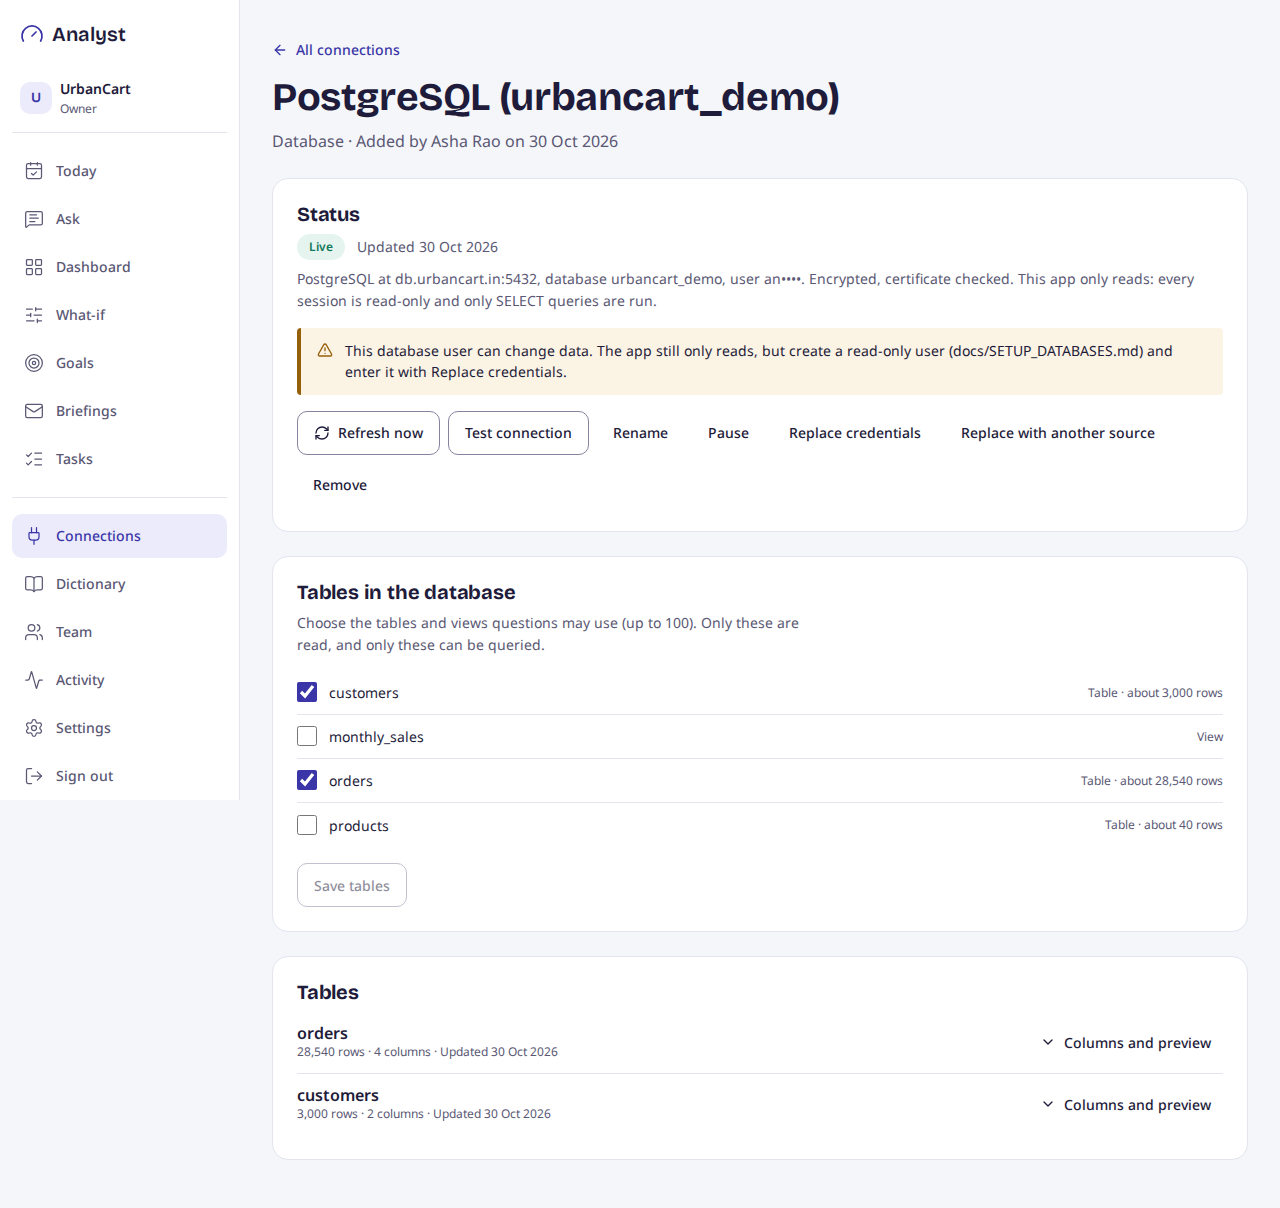 Analyst
U
UrbanCart
Owner
Today
Ask
Dashboard
What-if
Goals
Briefings
Tasks
Connections
Dictionary
Team
Activity
Settings
Sign out
All connections
PostgreSQL (urbancart_demo)
Database · Added by Asha Rao on 30 Oct 2026
Status
Live Updated 30 Oct 2026
PostgreSQL at db.urbancart.in:5432, database urbancart_demo, user an••••. Encrypted, certificate checked. This app only reads: every
session is read-only and only SELECT queries are run.
This database user can change data. The app still only reads, but create a read-only user (docs/SETUP_DATABASES.md) and
enter it with Replace credentials.
Refresh now Test connection Rename Pause Replace credentials Replace with another source
Remove
Tables in the database
Choose the tables and views questions may use (up to 100). Only these are
read, and only these can be queried.
customers Table · about 3,000 rows
monthly_sales View
orders Table · about 28,540 rows
products Table · about 40 rows
Save tables
Tables
orders
28,540 rows · 4 columns · Updated 30 Oct 2026
Columns and preview
customers
3,000 rows · 2 columns · Updated 30 Oct 2026
Columns and preview